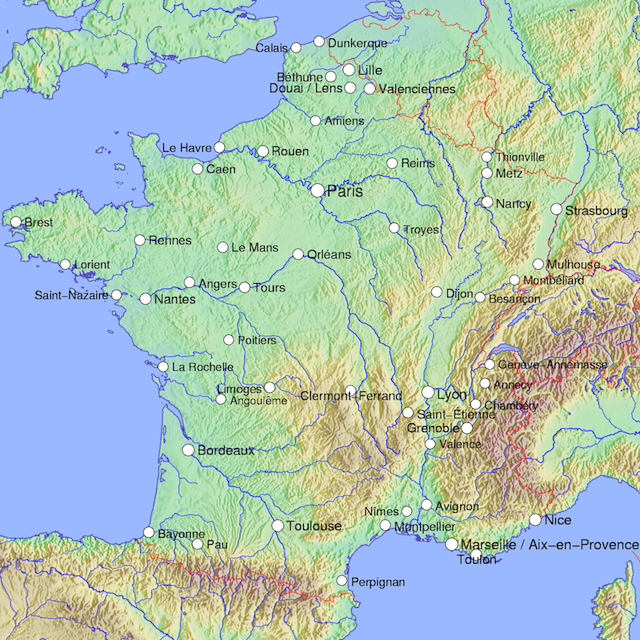 Dunkerque
Calais
Lille
Béthune
Douai / Lens
Valenciennes
Amiens
Le Havre
Rouen
Thionville
Reims
Caen
Metz
Paris
Nancy
Strasbourg
Brest
Troyes
Rennes
Le Mans
Orléans
Lorient
Mulhouse
Montbéliard
Angers
Tours
Saint-Nazaire
Nantes
Dijon
Besançon
Poitiers
Genève-Annemasse
La Rochelle
Annecy
Limoges
Clermont-Ferrand
Lyon
Angoulême
Chambéry
Saint-Étienne
Grenoble
Valence
Bordeaux
Avignon
Nîmes
Nice
Toulouse
Montpellier
Bayonne
Pau
Marseille / Aix-en-Provence
Toulon
Perpignan